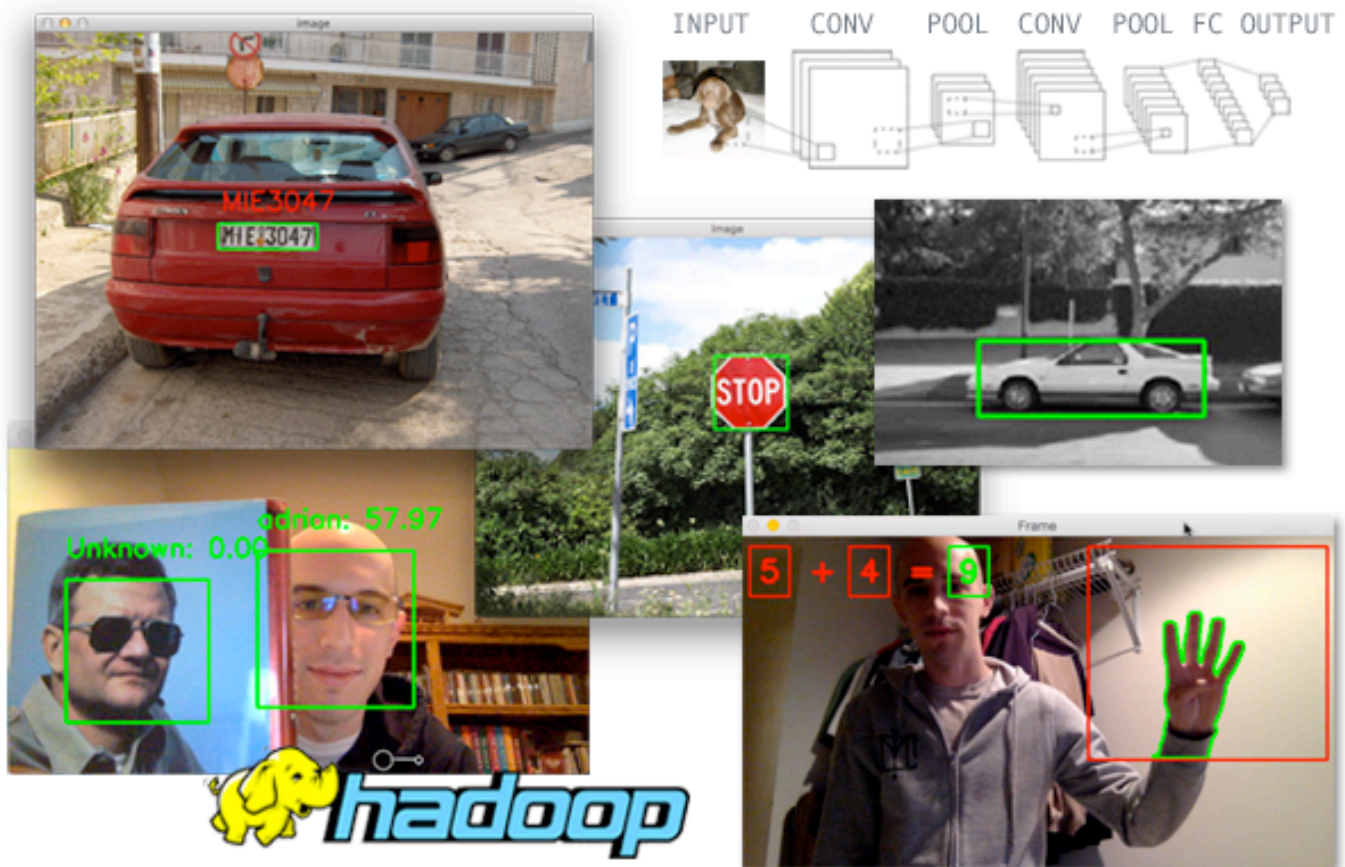 image
INPUT CONV POOL CONV POOL FC OUTPUT
MIE3047
MIE 3047
image
STOP
adrian: 57.97
Unknown: 0.00
Frame
5 + 4 = 9
hadoop